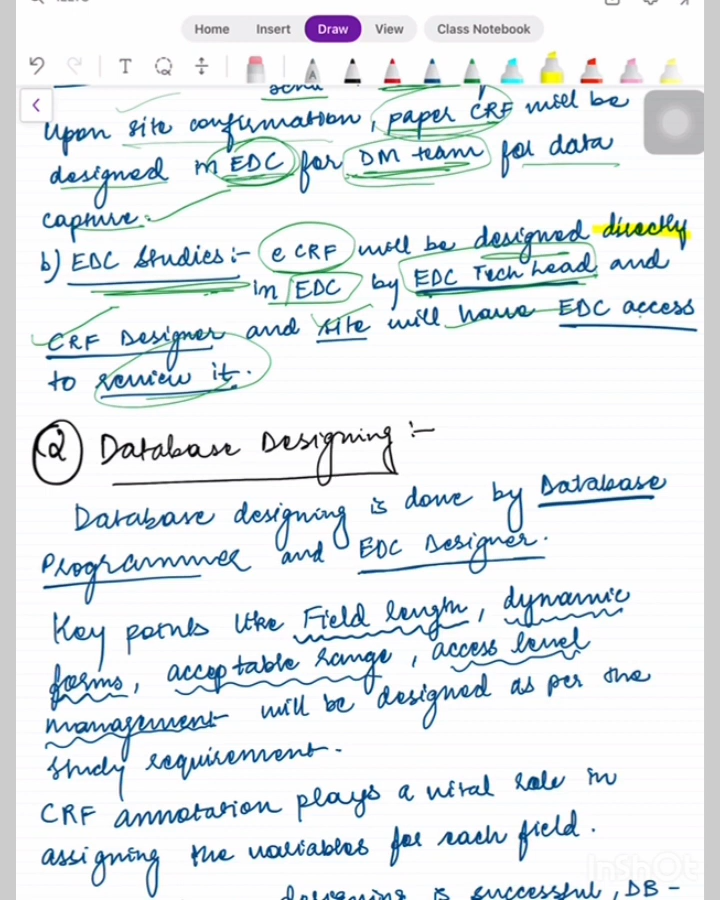 Home Insert Draw View Class Notebook
send
Upon site confirmation, paper CRF will be
designed in EDC for DM team for data
capture.
b) EDC Studies:- eCRF will be designed directly
in EDC by EDC Tech Lead and
CRF Designer and site will have EDC access
to review it.
② Database Designing :-
Database designing is done by Database
Programmer and EDC Designer.
Key points like Field length, dynamic
forms, acceptable range, access level
management will be designed as per the
study requirement.
CRF annotation plays a vital role in
assigning the variables for each field.
InShOt
designing is successful, DB-